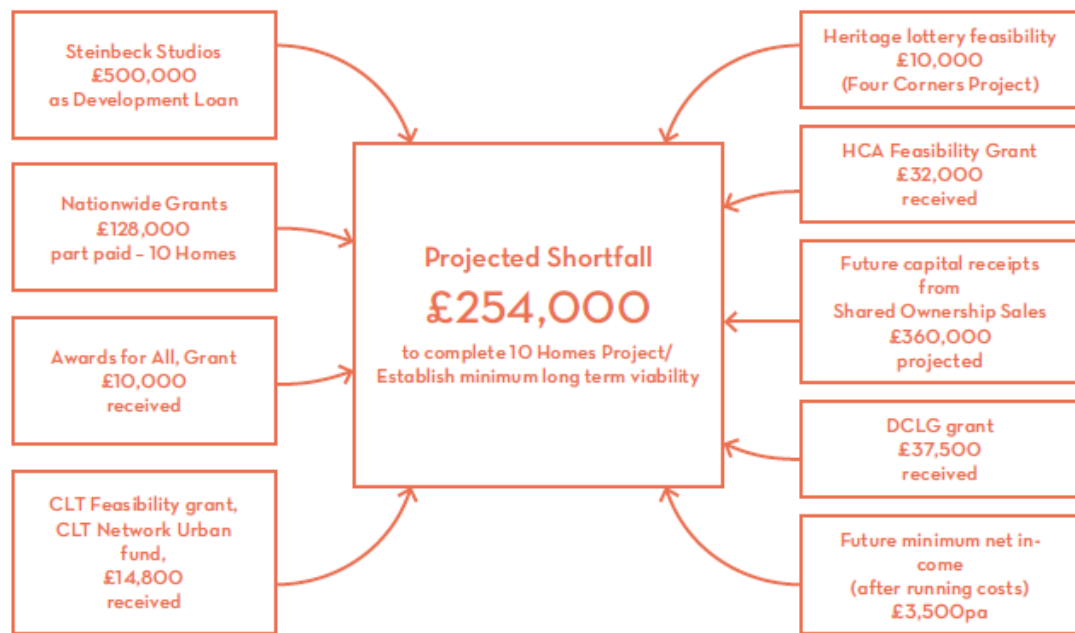 Steinbeck Studios
£500,000
as Development Loan
Nationwide Grants
£128,000
part paid – 10 Homes
Awards for All, Grant
£10,000
received
CLT Feasibility grant,
CLT Network Urban
fund,
£14,800
received
Projected Shortfall
£254,000
to complete 10 Homes Project/
Establish minimum long term viability
Heritage lottery feasibility
£10,000
(Four Corners Project)
HCA Feasibility Grant
£32,000
received
Future capital receipts
from
Shared Ownership Sales
£360,000
projected
DCLG grant
£37,500
received
Future minimum net in-
come
(after running costs)
£3,500pa